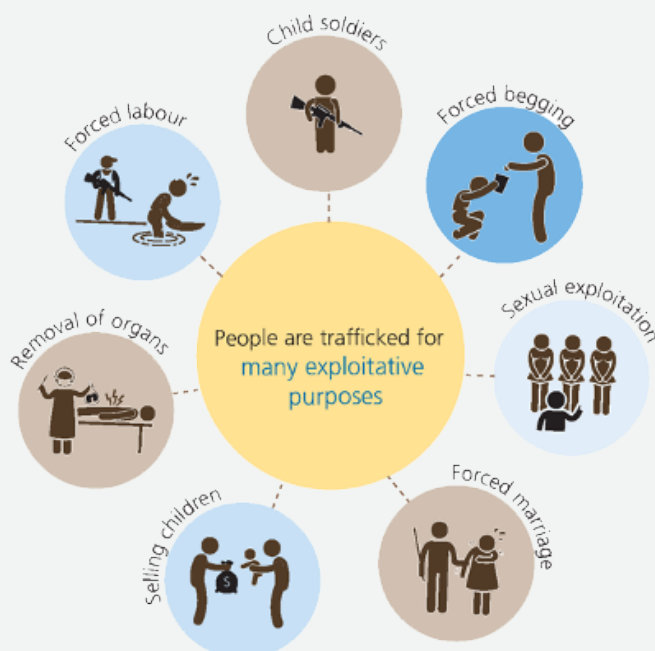 Child soldiers
Forced begging
Sexual exploitation
Forced marriage
Selling children
Removal of organs
Forced labour
People are trafficked for
many exploitative
purposes
$